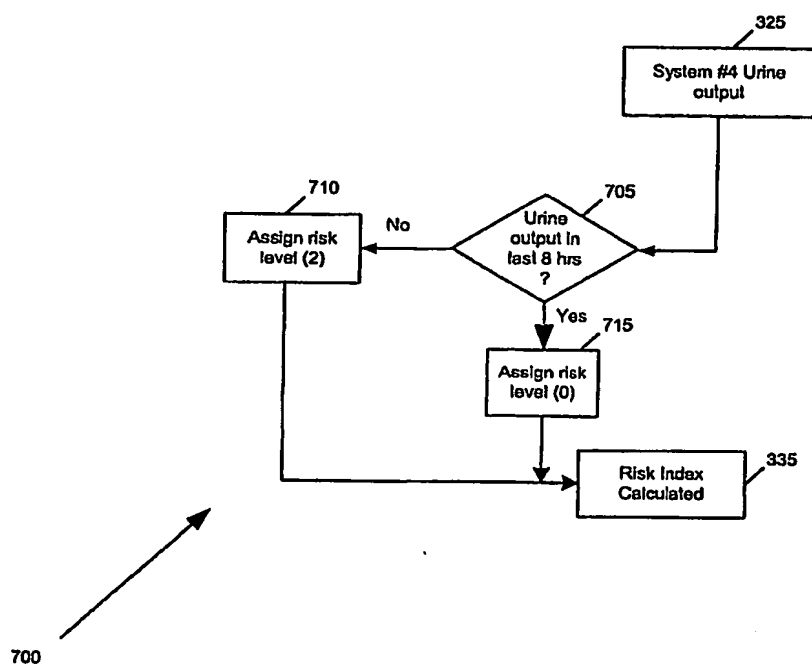 325
System #4 Urine
output
710
705
No
Urine
output in
last 8 hrs
?
Assign risk
level (2)
Yes
715
Assign risk
level (0)
335
Risk Index
Calculated
700